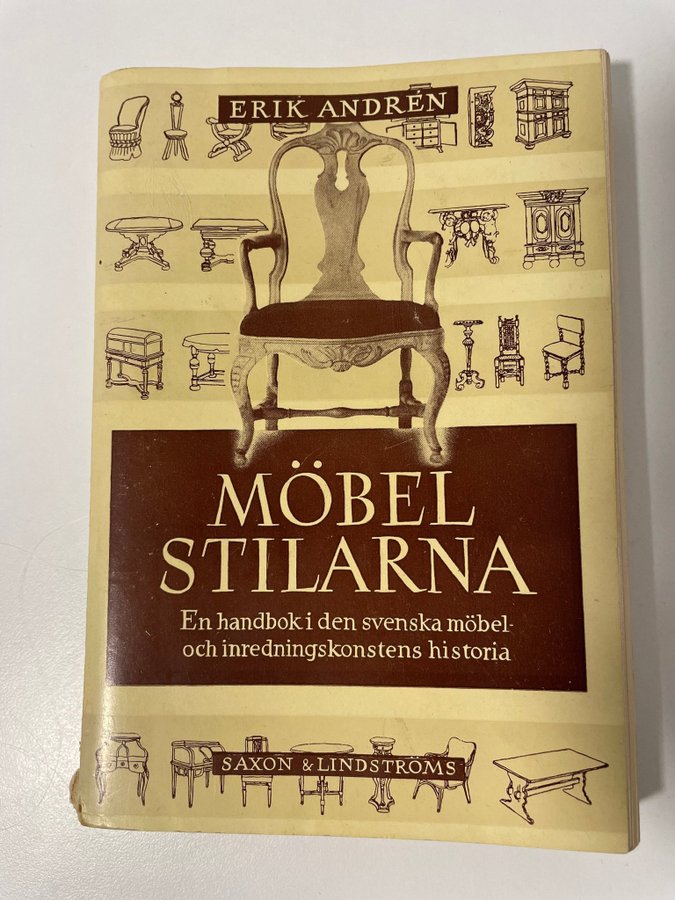 ERIK ANDRÉN
MÖBEL
STILARNA
En handbok i den svenska möbel-
och inredningskonstens historia
SAXON & LINDSTRÖMS